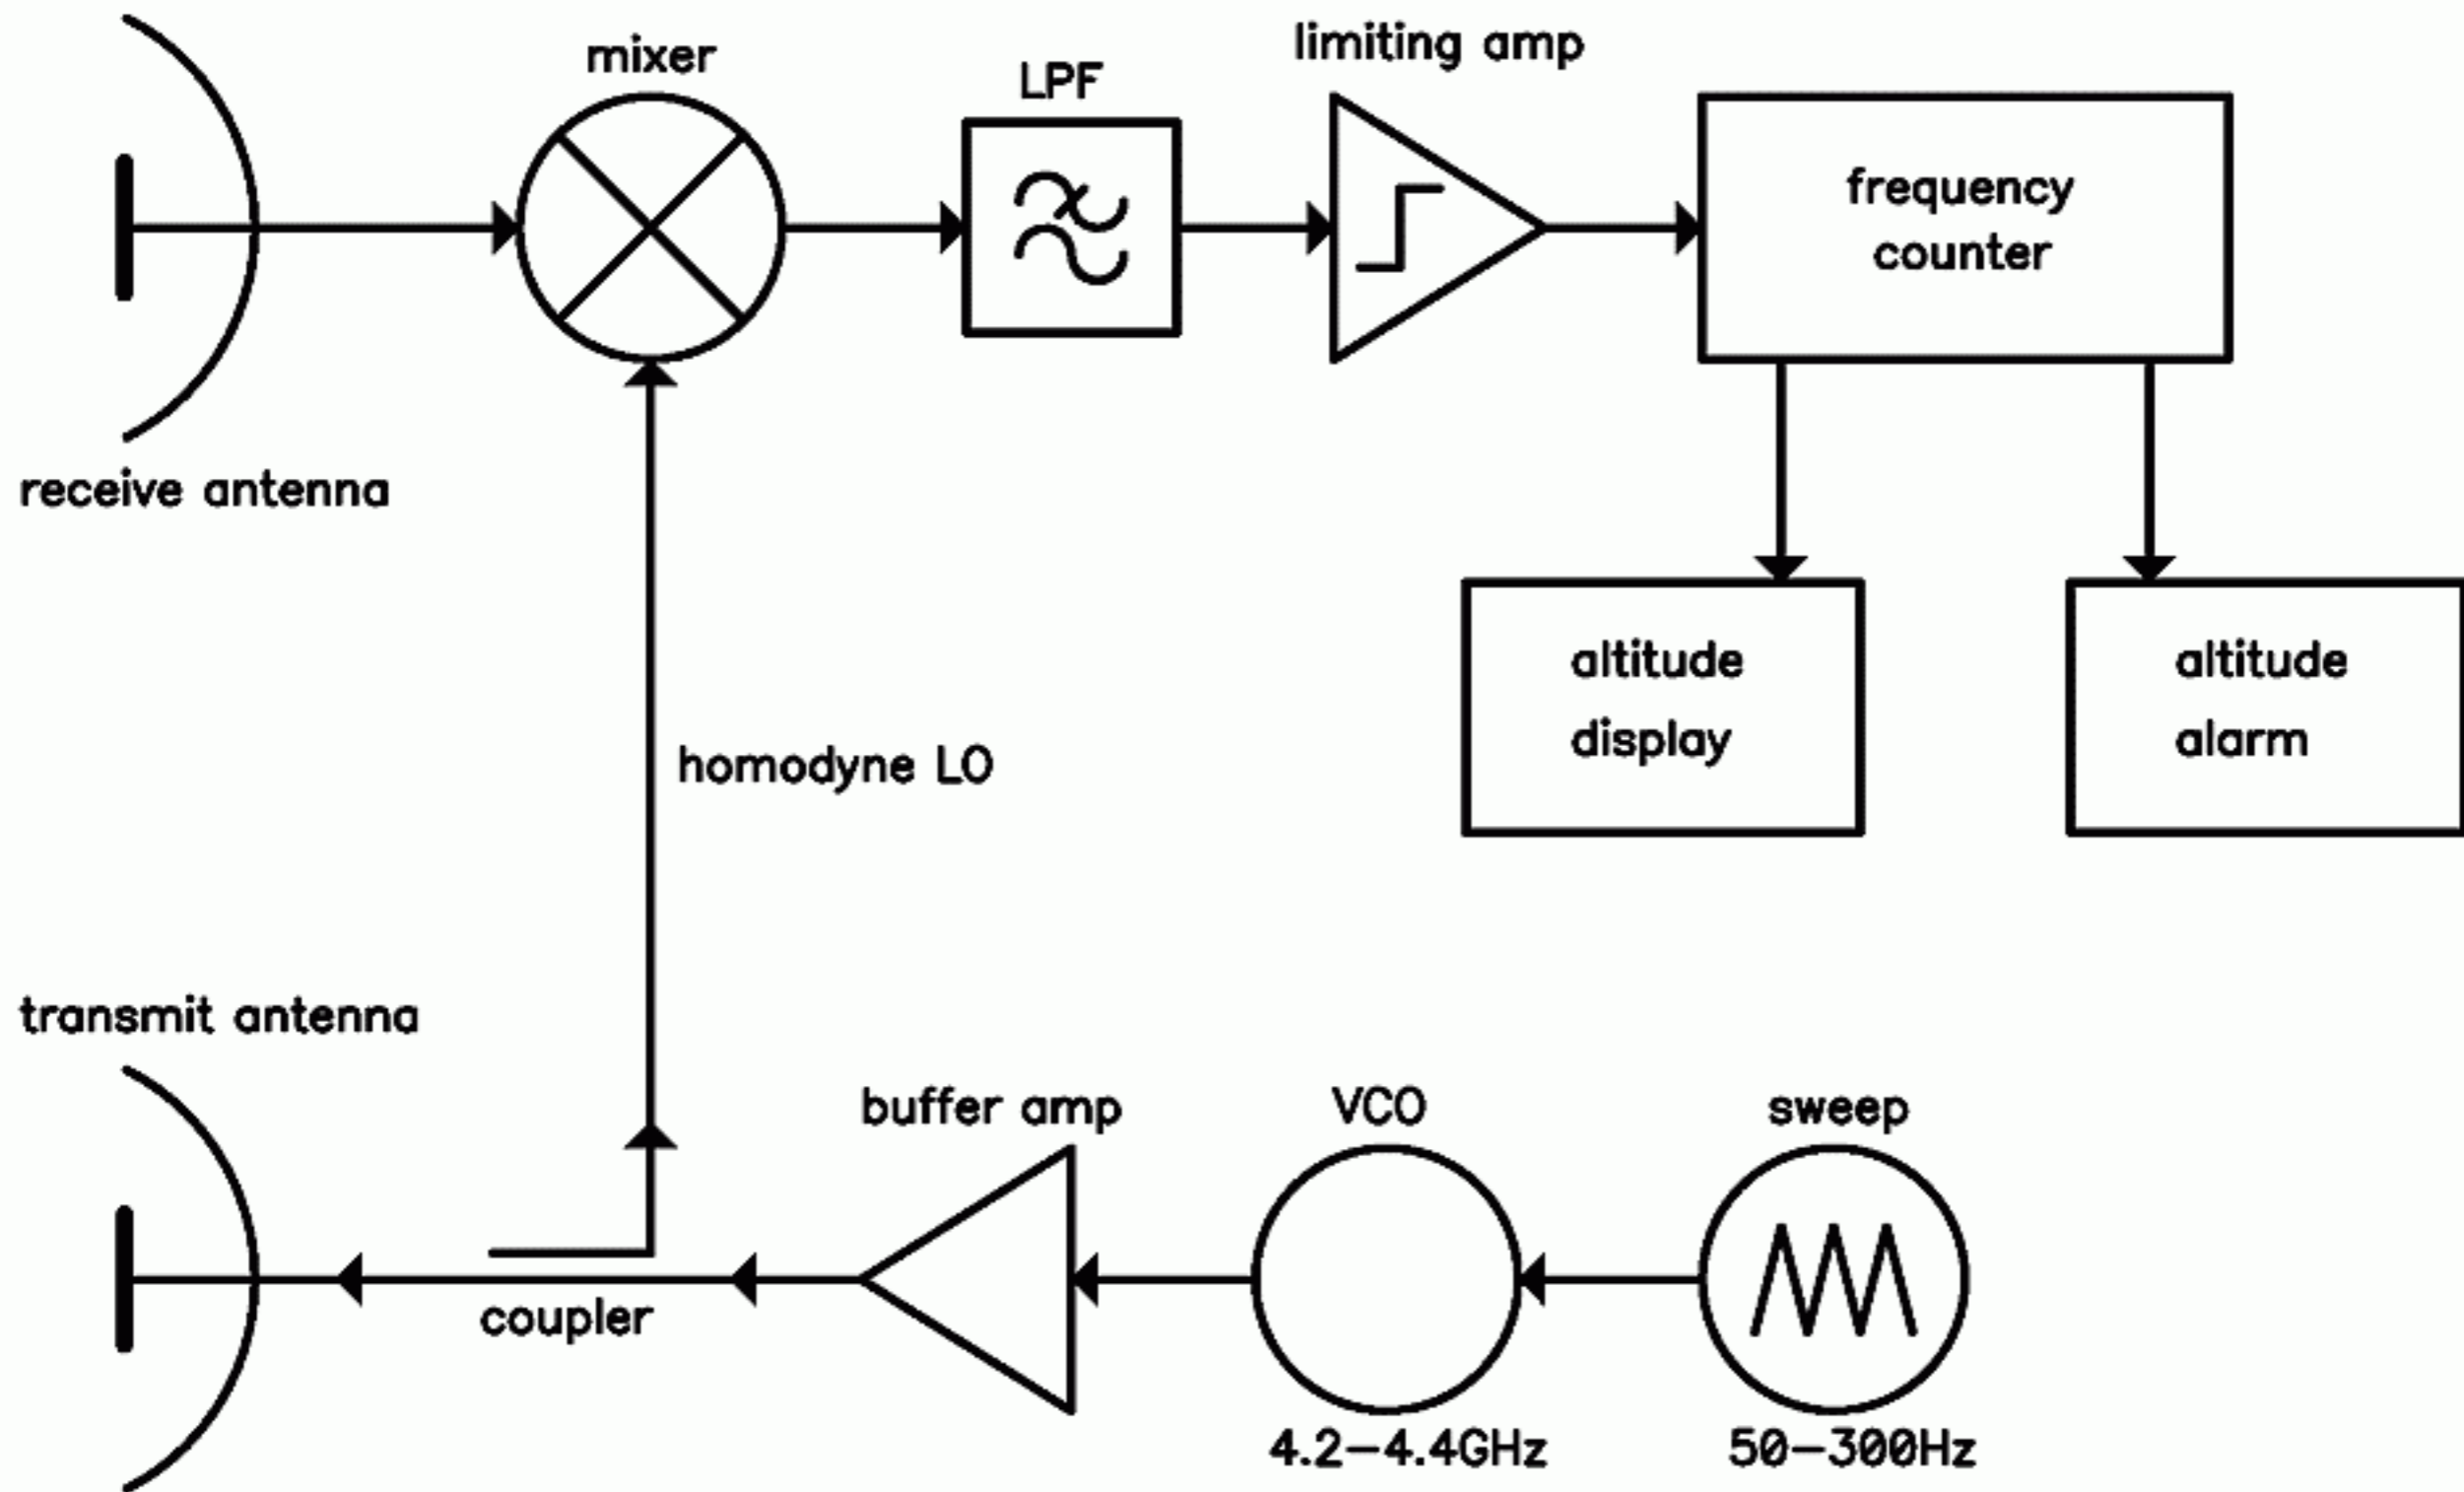 mixer
LPF
limiting amp
frequency
counter
receive antenna
altitude
display
altitude
alarm
homodyne LO
transmit antenna
buffer amp
VCO
sweep
coupler
4.2-4.4GHz
50-300Hz